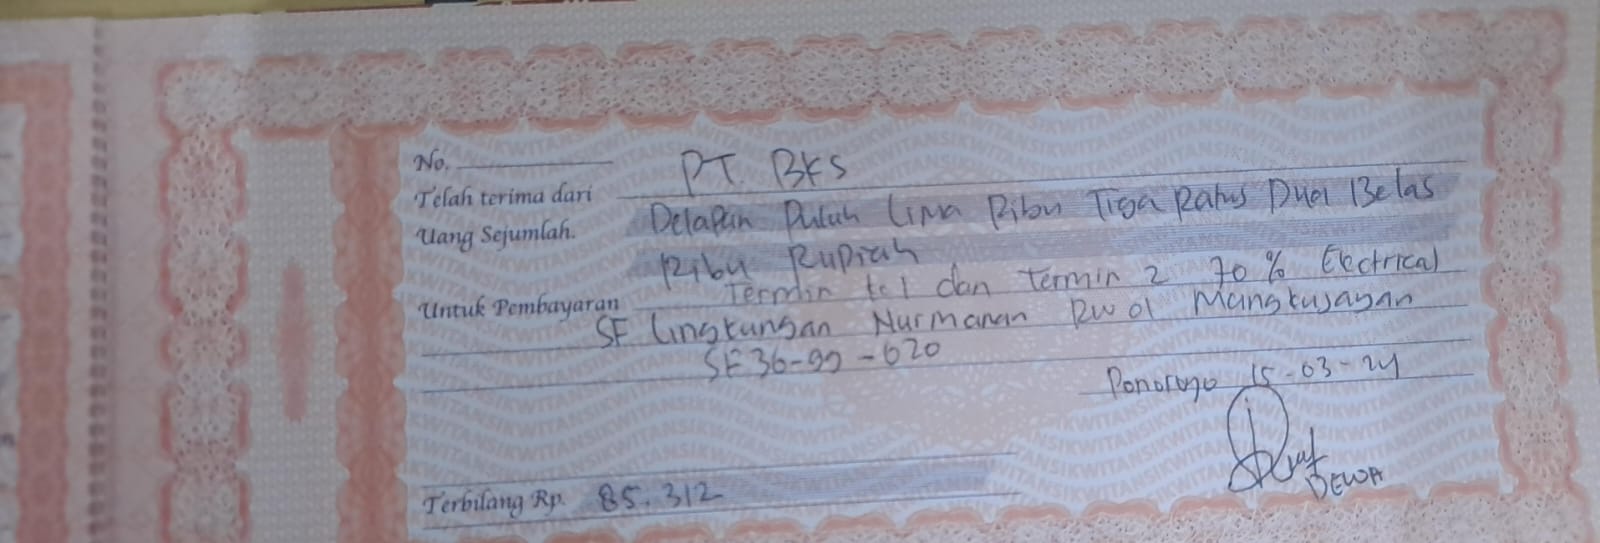 No.
Telah terima dari PT. BKS
Uang Sejumlah. Delapan Puluh Lima Ribu Tiga Ratus Dua Belas
Ribu Rupiah
Untuk Pembayaran Termin ke 1 dan Termin 2 70 % Electrical
SF Lingkungan Nurmanan RW 01 Mangkujayan
SF 36-99-020
Ponorogo 15-03-24
DEWA
Terbilang Rp. 85.312